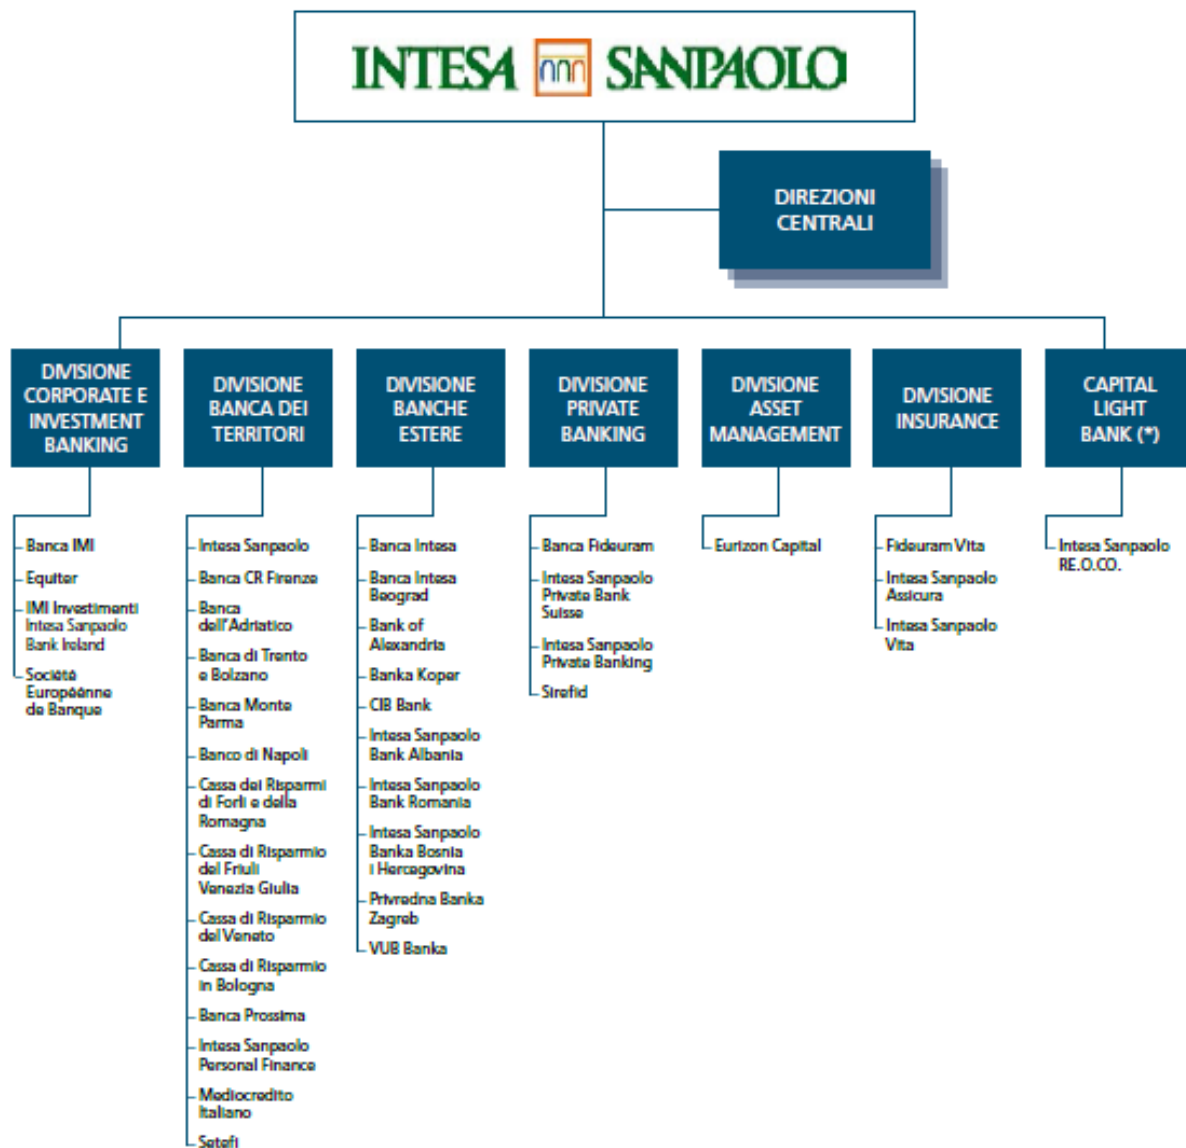 INTESA SANPAOLO
DIREZIONI
CENTRALI
DIVISIONE
CORPORATE E
INVESTMENT
BANKING
DIVISIONE
BANCA DEI
TERRITORI
DIVISIONE
BANCHE
ESTERE
DIVISIONE
PRIVATE
BANKING
DIVISIONE
ASSET
MANAGEMENT
DIVISIONE
INSURANCE
CAPITAL
LIGHT
BANK (*)
Banca IMI
Equiter
IMI Investimenti
Intesa Sanpaolo
Bank Ireland
Société
Européénne
de Banque
Intesa Sanpaolo
Banca CR Firenze
Banca
dell'Adriatico
Banca di Trento
e Bolzano
Banca Monte
Parma
Banco di Napoli
Cassa dei Risparmi
di Forlì e della
Romagna
Cassa di Risparmio
del Friuli
Venezia Giulia
Cassa di Risparmio
del Veneto
Cassa di Risparmio
in Bologna
Banca Prossima
Intesa Sanpaolo
Personal Finance
Mediocredito
Italiano
Setefi
Banca Intesa
Banca Intesa
Beograd
Bank of
Alexandria
Banka Koper
CIB Bank
Intesa Sanpaolo
Bank Albania
Intesa Sanpaolo
Bank Romania
Intesa Sanpaolo
Banka Bosnia
i Hercegovina
Privredna Banka
Zagreb
VUB Banka
Banca Fideuram
Intesa Sanpaolo
Private Bank
Suisse
Intesa Sanpaolo
Private Banking
Sirefid
Eurizon Capital
Fideuram Vita
Intesa Sanpaolo
Assicura
Intesa Sanpaolo
Vita
Intesa Sanpaolo
RE.O.CO.